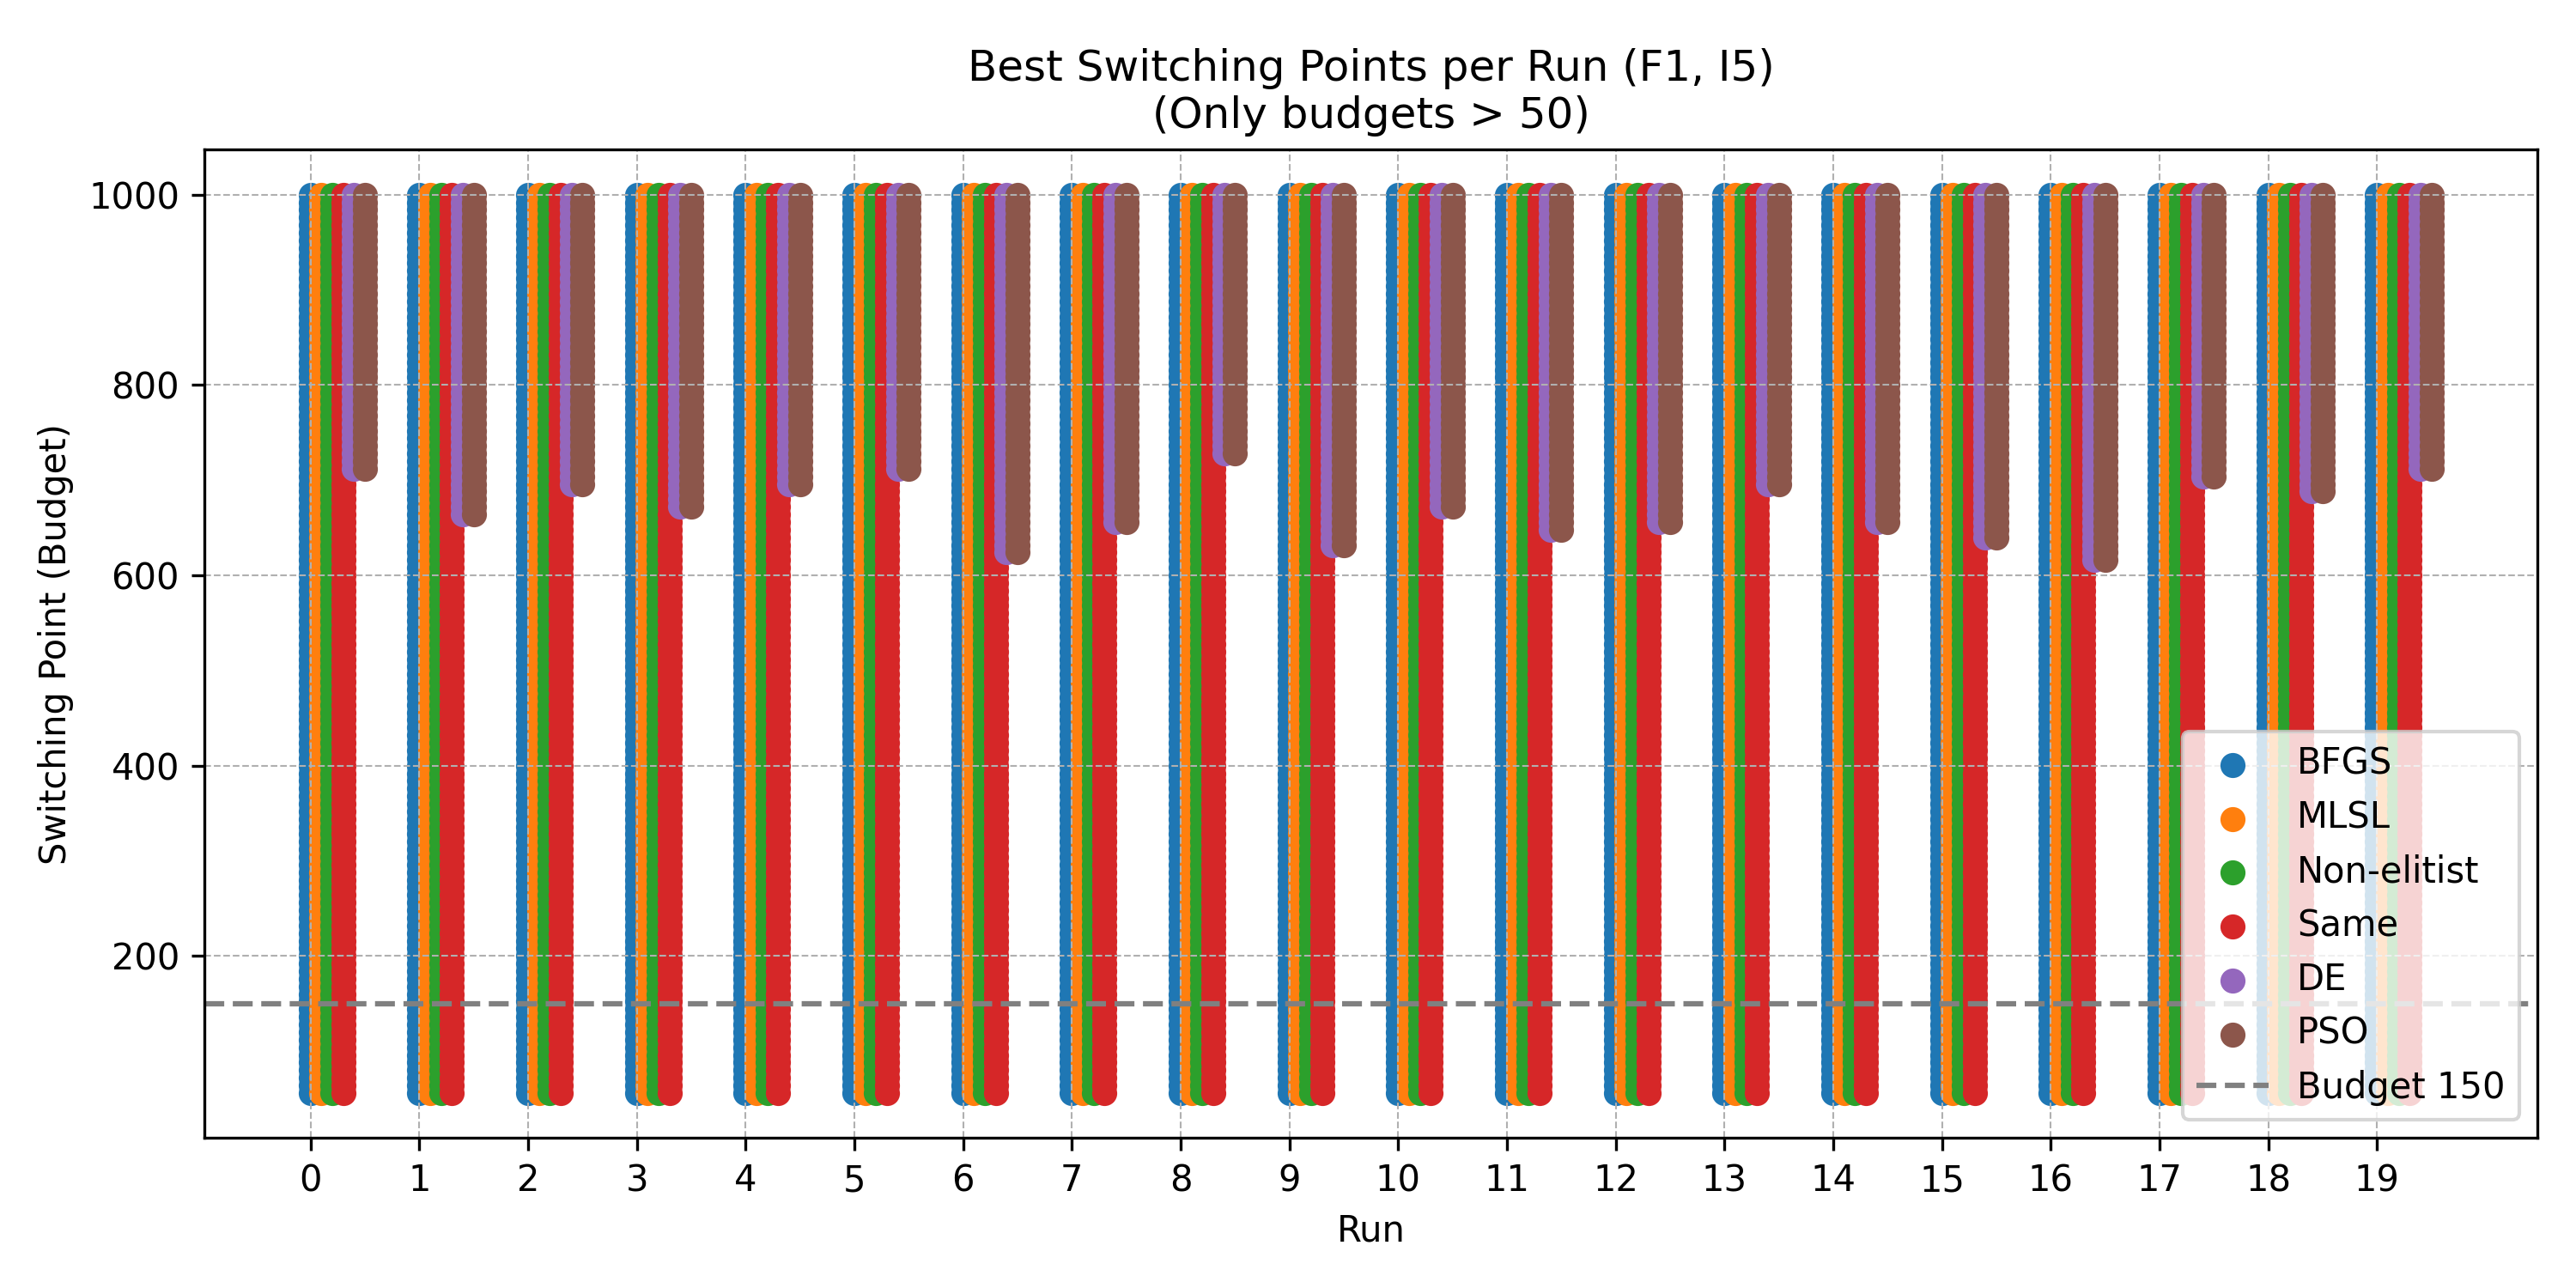 Best Switching Points per Run (F1, I5)
(Only budgets > 50)
Switching Point (Budget)
1000
800
600
400
200
BFGS
MLSL
Non-elitist
Same
DE
PSO
Budget 150
0 1 2 3 4 5 6 7 8 9 10 11 12 13 14 15 16 17 18 19
Run